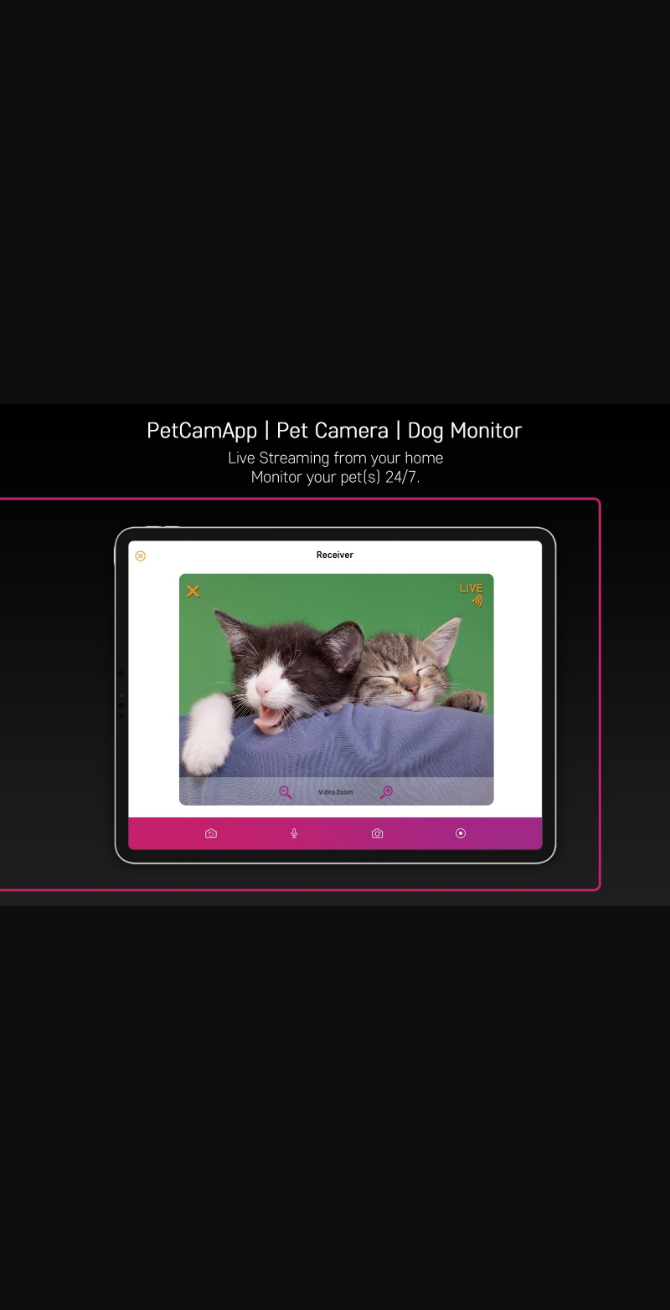 PetCamApp | Pet Camera | Dog Monitor
Live Streaming from your home
Monitor your pet(s) 24/7.
Receiver
LIVE
Video Zoom